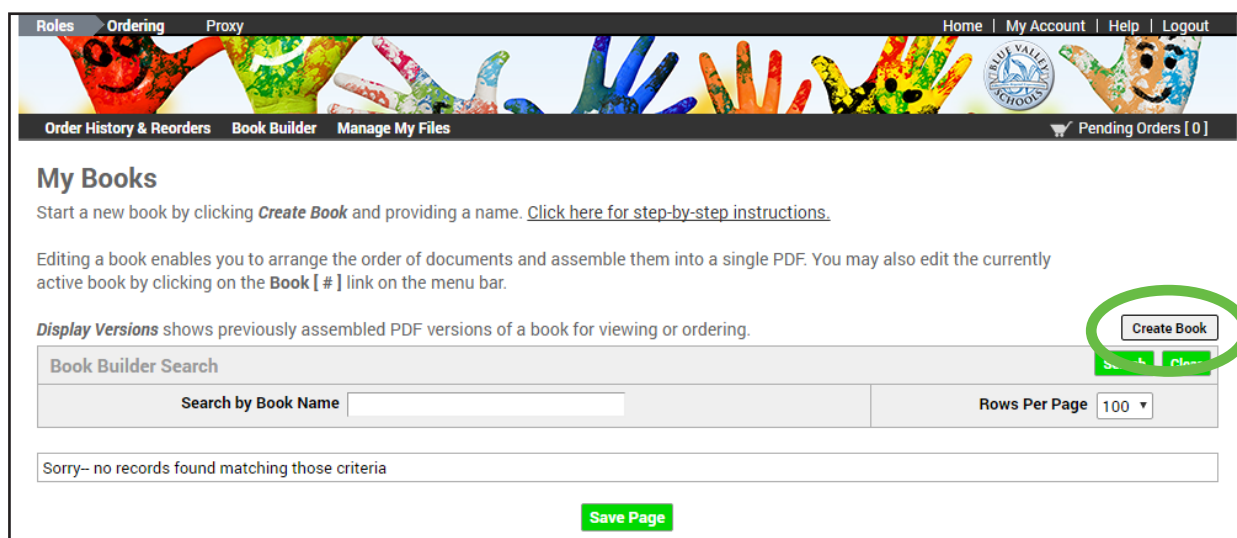 Roles Ordering Proxy Home | My Account | Help | Logout
BLUE VALLEY SCHOOLS
Order History & Reorders Book Builder Manage My Files Pending Orders [ 0 ]
My Books
Start a new book by clicking Create Book and providing a name. Click here for step-by-step instructions.
Editing a book enables you to arrange the order of documents and assemble them into a single PDF. You may also edit the currently
active book by clicking on the Book [ # ] link on the menu bar.
Display Versions shows previously assembled PDF versions of a book for viewing or ordering. Create Book
Book Builder Search Search Clear
Search by Book Name Rows Per Page 100
Sorry-- no records found matching those criteria
Save Page